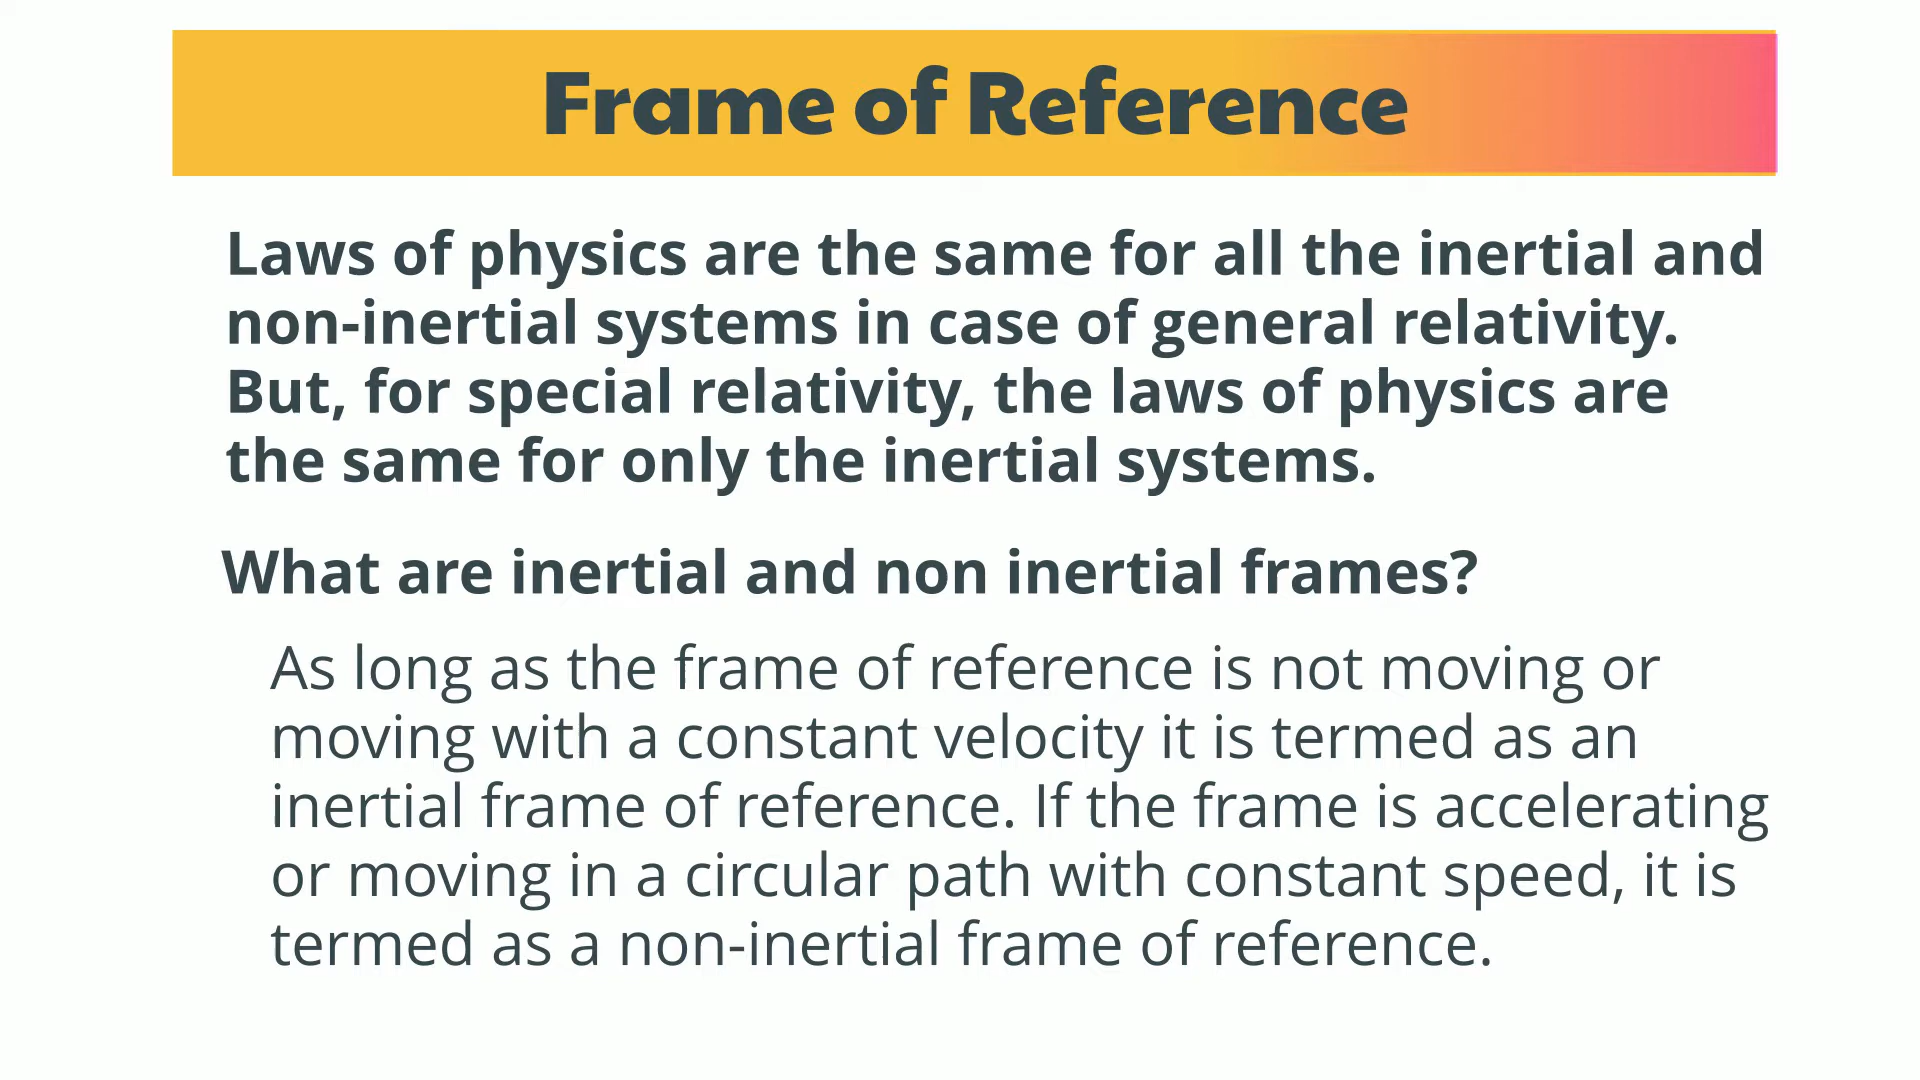 Frame of Reference
Laws of physics are the same for all the inertial and
non-inertial systems in case of general relativity.
But, for special relativity, the laws of physics are
the same for only the inertial systems.
What are inertial and non inertial frames?
As long as the frame of reference is not moving or
moving with a constant velocity it is termed as an
inertial frame of reference. If the frame is accelerating
or moving in a circular path with constant speed, it is
termed as a non-inertial frame of reference.